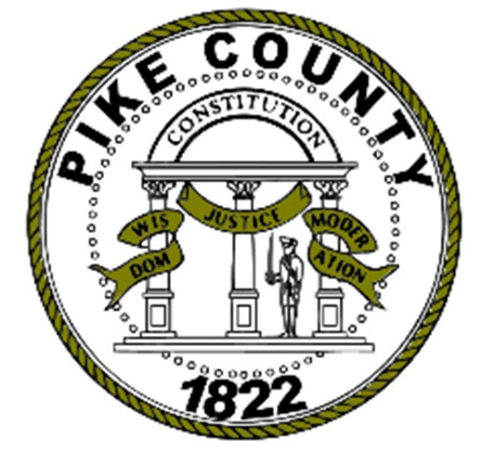 PIKE COUNTY
CONSTITUTION
WIS
DOM
JUSTICE
MODER
ATION
1822